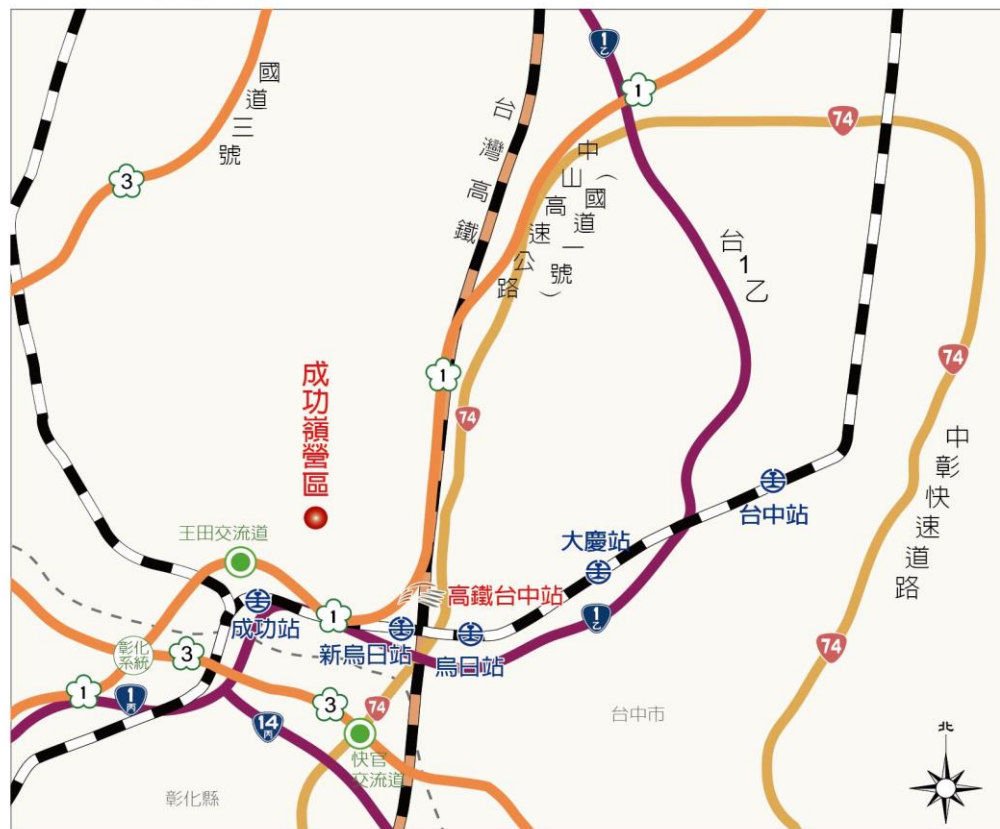 1乙
國道三號
3
台灣高鐵
1
74
中山高速公路
（國道一號）
台1乙
1
74
74
中彰快速道路
成功嶺營區
台中站
王田交流道
大慶站
高鐵台中站
成功站
1
新烏日站
烏日站
1乙
彰化系統
3
74
1
1丙
14丙
3
74
快官交流道
台中市
彰化縣
北